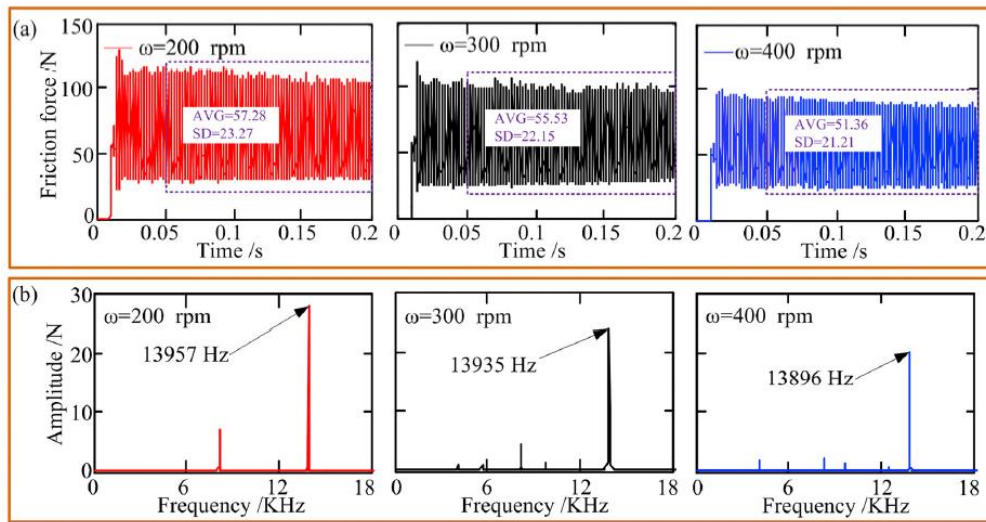 (a)
Friction force /N
150
100
50
0
ω=200 rpm
AVG=57.28
SD=23.27
0 0.05 0.1 0.15 0.2
Time /s
ω=300 rpm
AVG=55.53
SD=22.15
0 0.05 0.1 0.15 0.2
Time /s
ω=400 rpm
AVG=51.36
SD=21.21
0 0.05 0.1 0.15 0.2
Time /s
(b)
Amplitude /N
30
20
10
0
ω=200 rpm
13957 Hz
0 6 12 18
Frequency /KHz
ω=300 rpm
13935 Hz
0 6 12 18
Frequency /KHz
ω=400 rpm
13896 Hz
0 6 12 18
Frequency /KHz